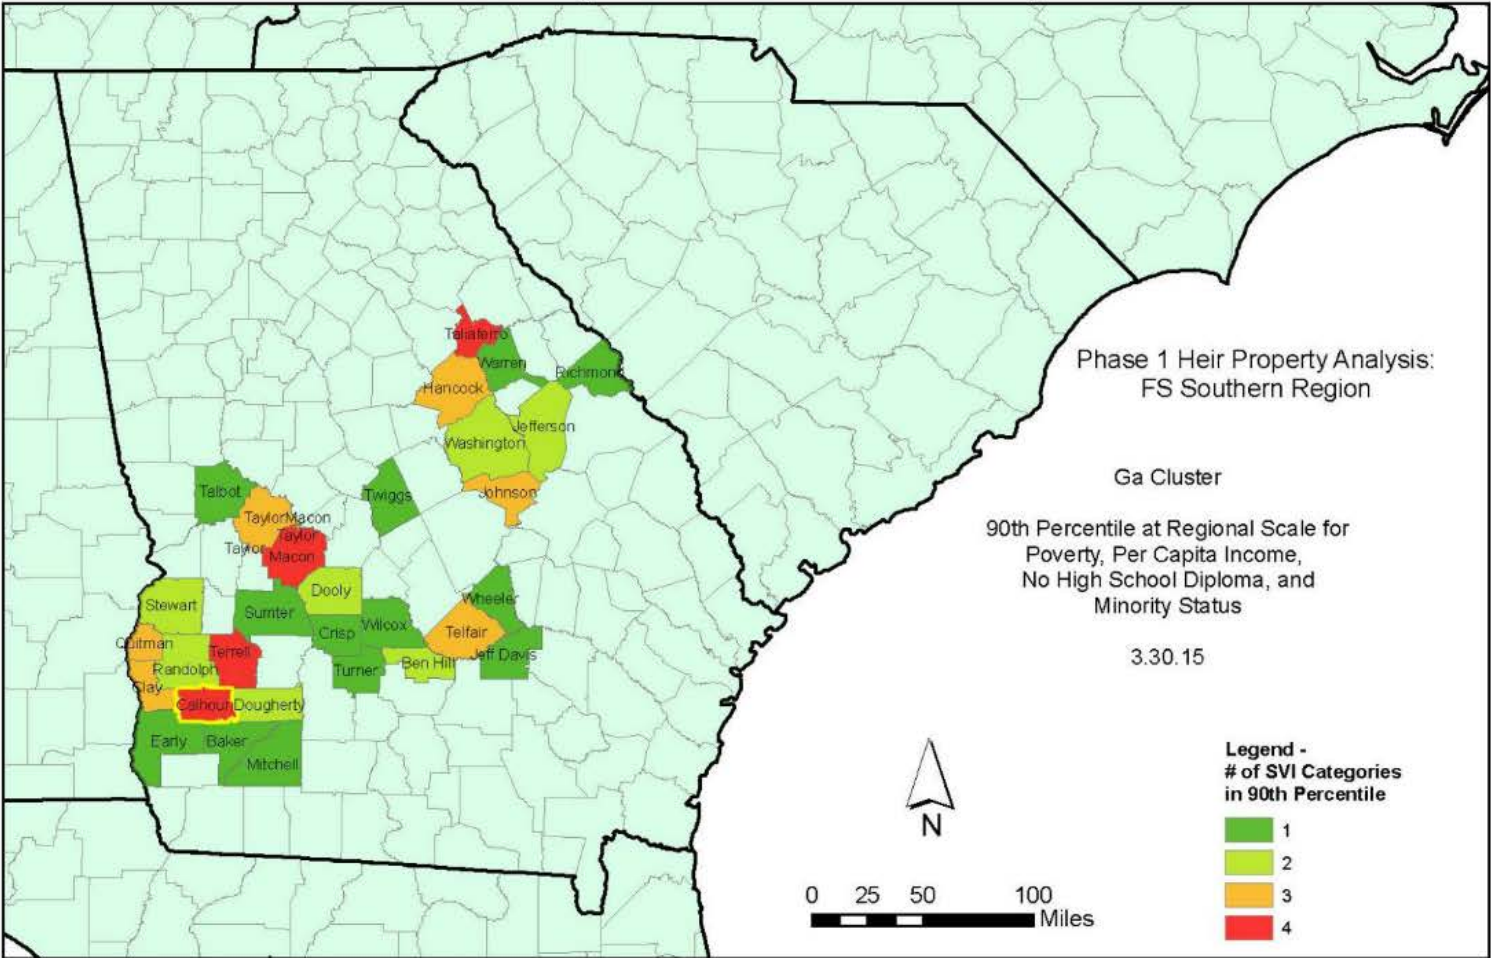 Taliaferro
Warren
Richmond
Hancock
Jefferson
Washington
Johnson
Talbot
Twiggs
Taylor Macon
Taylor
Taylor
Macon
Dooly
Stewart
Sumter
Wheeler
Crisp
Wilcox
Telfair
Quitman
Terrell
Jeff Davis
Randolph
Turner
Ben Hill
Clay
Calhoun
Dougherty
Early
Baker
Mitchell
Phase 1 Heir Property Analysis:
FS Southern Region
Ga Cluster
90th Percentile at Regional Scale for
Poverty, Per Capita Income,
No High School Diploma, and
Minority Status
3.30.15
N
0 25 50 100
Miles
Legend -
# of SVI Categories
in 90th Percentile
1
2
3
4